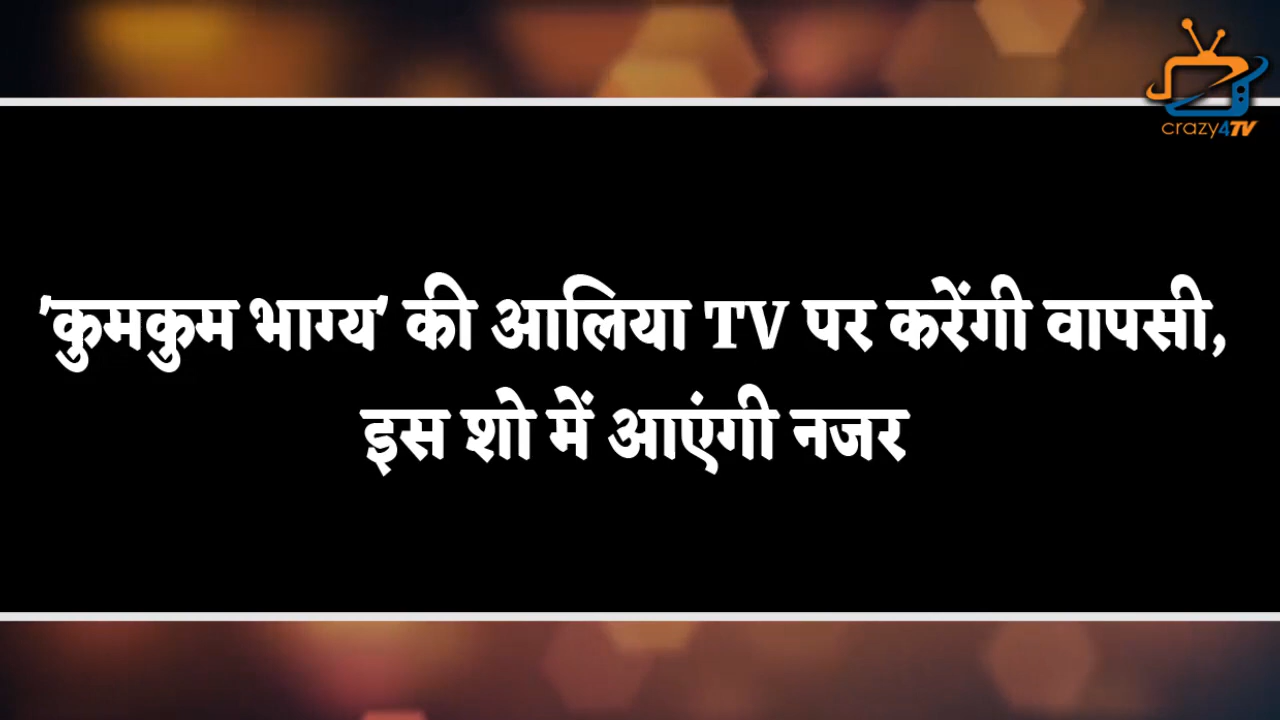 crazy4TV
'कुमकुम भाग्य' की आलिया TV पर करेंगी वापसी,
इस शो में आएंगी नजर